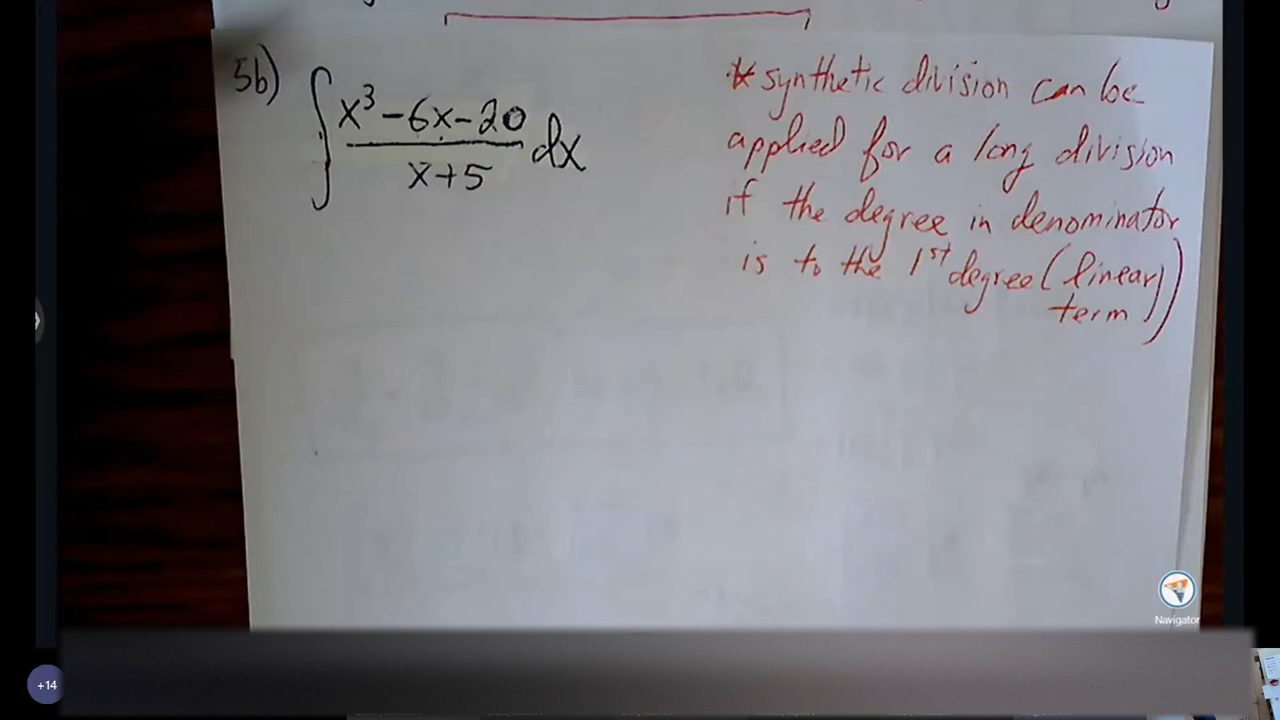 5b) ∫ x³ - 6x - 20 / x + 5 dx
* synthetic division can be
applied for a long division
if the degree in denominator
is to the 1st degree (linear)
term)
Navigator
+14